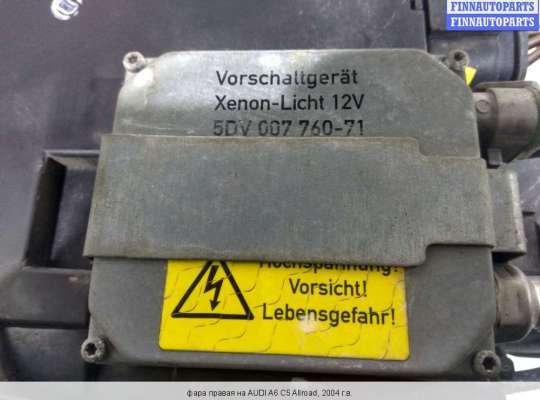 FINNAUTOPARTS
FINNAUTOPARTS
Vorschaltgerät
Xenon-Licht 12V
5DV 007 760-71
Hochspannung!
Vorsicht!
Lebensgefahr!
фара правая на AUDI A6 C5 Allroad, 2004 г.в.